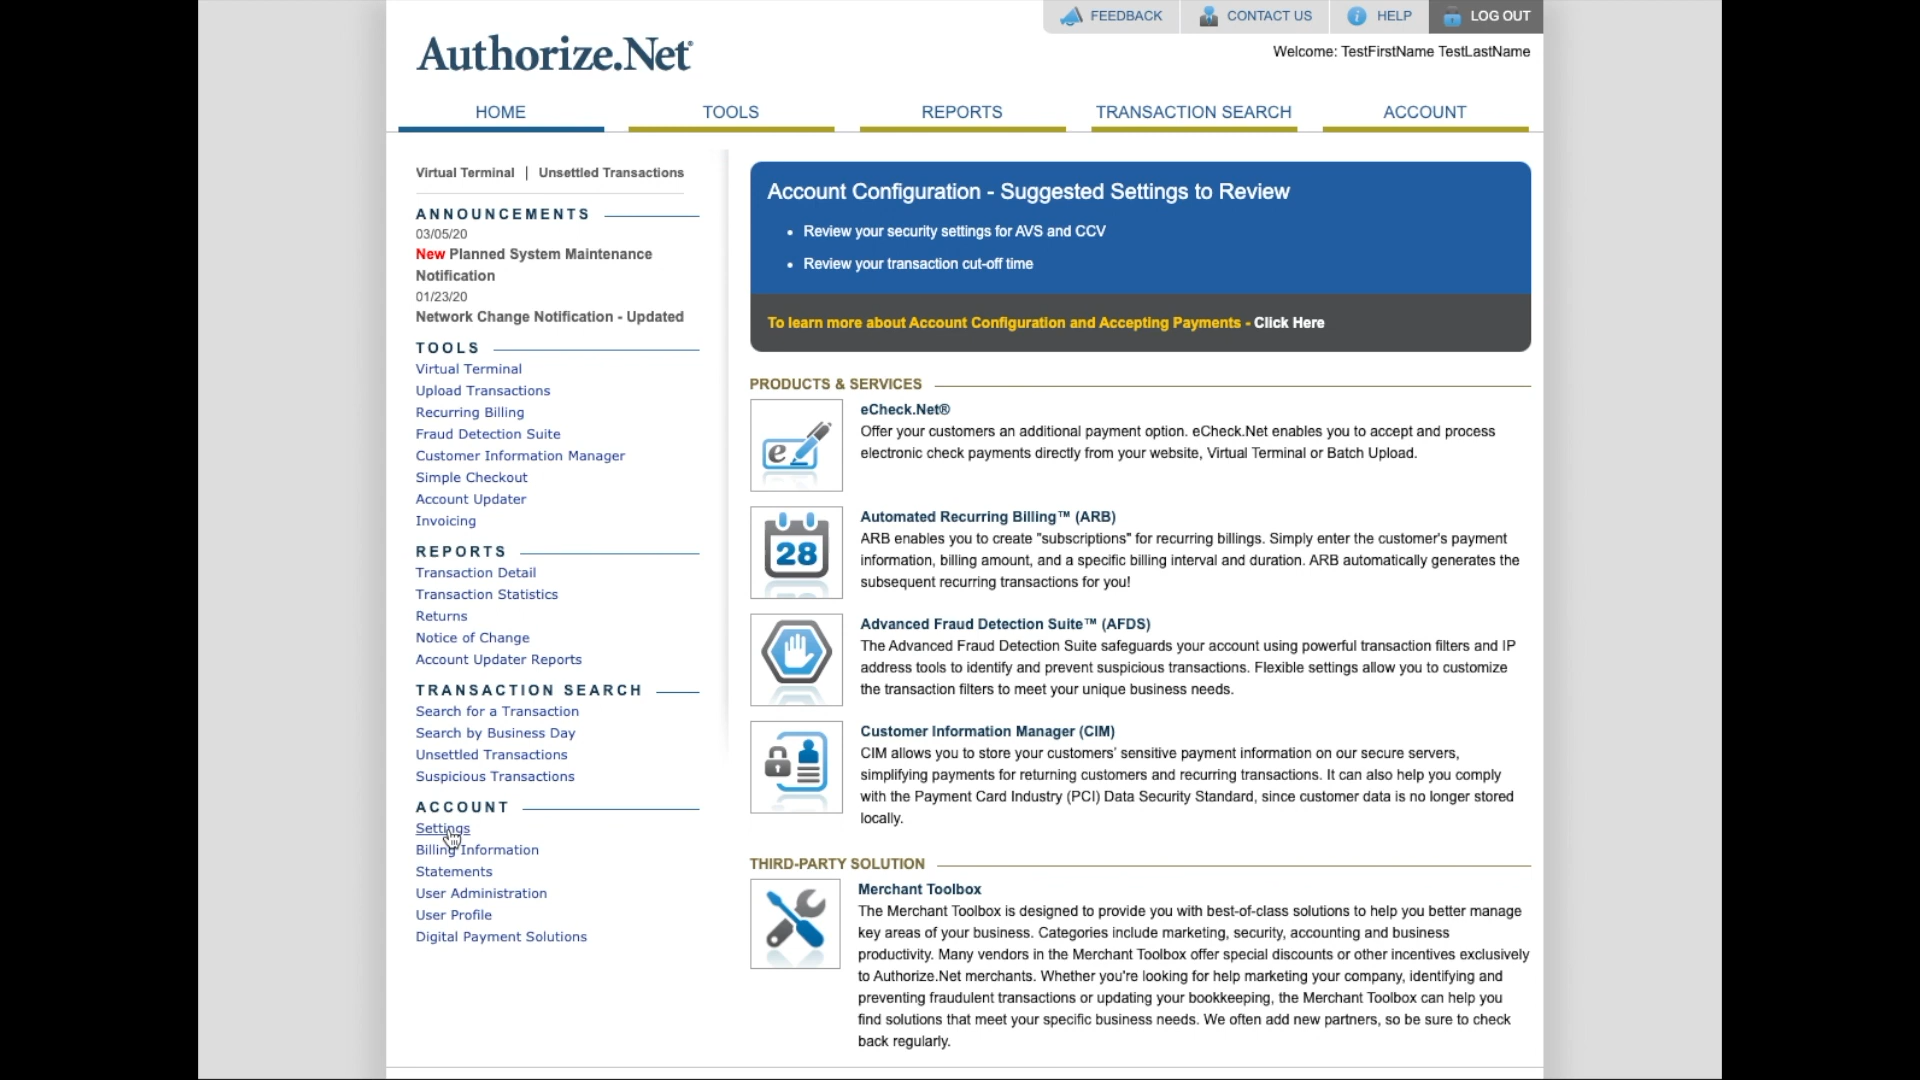 FEEDBACK
CONTACT US
HELP
LOG OUT
Authorize.Net®
Welcome: TestFirstName TestLastName
HOME
TOOLS
REPORTS
TRANSACTION SEARCH
ACCOUNT
Virtual Terminal | Unsettled Transactions
ANNOUNCEMENTS
03/05/20
New Planned System Maintenance
Notification
01/23/20
Network Change Notification - Updated
TOOLS
Virtual Terminal
Upload Transactions
Recurring Billing
Fraud Detection Suite
Customer Information Manager
Simple Checkout
Account Updater
Invoicing
REPORTS
Transaction Detail
Transaction Statistics
Returns
Notice of Change
Account Updater Reports
TRANSACTION SEARCH
Search for a Transaction
Search by Business Day
Unsettled Transactions
Suspicious Transactions
ACCOUNT
Settings
Billing Information
Statements
User Administration
User Profile
Digital Payment Solutions
Account Configuration - Suggested Settings to Review
• Review your security settings for AVS and CCV
• Review your transaction cut-off time
To learn more about Account Configuration and Accepting Payments - Click Here
PRODUCTS & SERVICES
e
eCheck.Net®
Offer your customers an additional payment option. eCheck.Net enables you to accept and process
electronic check payments directly from your website, Virtual Terminal or Batch Upload.
28
Automated Recurring Billing™ (ARB)
ARB enables you to create "subscriptions" for recurring billings. Simply enter the customer's payment
information, billing amount, and a specific billing interval and duration. ARB automatically generates the
subsequent recurring transactions for you!
Advanced Fraud Detection Suite™ (AFDS)
The Advanced Fraud Detection Suite safeguards your account using powerful transaction filters and IP
address tools to identify and prevent suspicious transactions. Flexible settings allow you to customize
the transaction filters to meet your unique business needs.
Customer Information Manager (CIM)
CIM allows you to store your customers' sensitive payment information on our secure servers,
simplifying payments for returning customers and recurring transactions. It can also help you comply
with the Payment Card Industry (PCI) Data Security Standard, since customer data is no longer stored
locally.
THIRD-PARTY SOLUTION
Merchant Toolbox
The Merchant Toolbox is designed to provide you with best-of-class solutions to help you better manage
key areas of your business. Categories include marketing, security, accounting and business
productivity. Many vendors in the Merchant Toolbox offer special discounts or other incentives exclusively
to Authorize.Net merchants. Whether you're looking for help marketing your company, identifying and
preventing fraudulent transactions or updating your bookkeeping, the Merchant Toolbox can help you
find solutions that meet your specific business needs. We often add new partners, so be sure to check
back regularly.